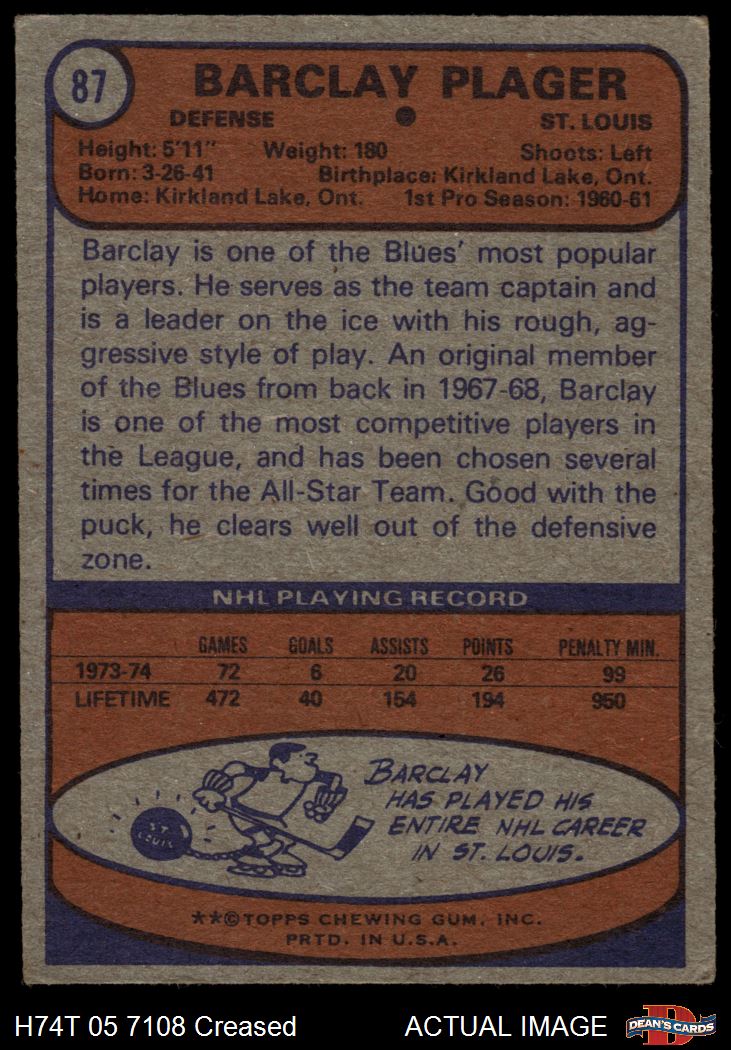 87
BARCLAY PLAGER
DEFENSE ST. LOUIS
Height: 5'11" Weight: 180 Shoots: Left
Born: 3-26-41 Birthplace: Kirkland Lake, Ont.
Home: Kirkland Lake, Ont. 1st Pro Season: 1960-61
Barclay is one of the Blues' most popular
players. He serves as the team captain and
is a leader on the ice with his rough, ag-
gressive style of play. An original member
of the Blues from back in 1967-68, Barclay
is one of the most competitive players in
the League, and has been chosen several
times for the All-Star Team. Good with the
puck, he clears well out of the defensive
zone.
NHL PLAYING RECORD
GAMES GOALS ASSISTS POINTS PENALTY MIN.
1973-74 72 6 20 26 99
LIFETIME 472 40 154 194 950
BARCLAY
HAS PLAYED HIS
ENTIRE NHL CAREER
IN ST. LOUIS.
ST.
LOUIS
**©TOPPS CHEWING GUM, INC.
PRTD. IN U.S.A.
H74T 05 7108 Creased ACTUAL IMAGE
D
DEAN'S CARDS